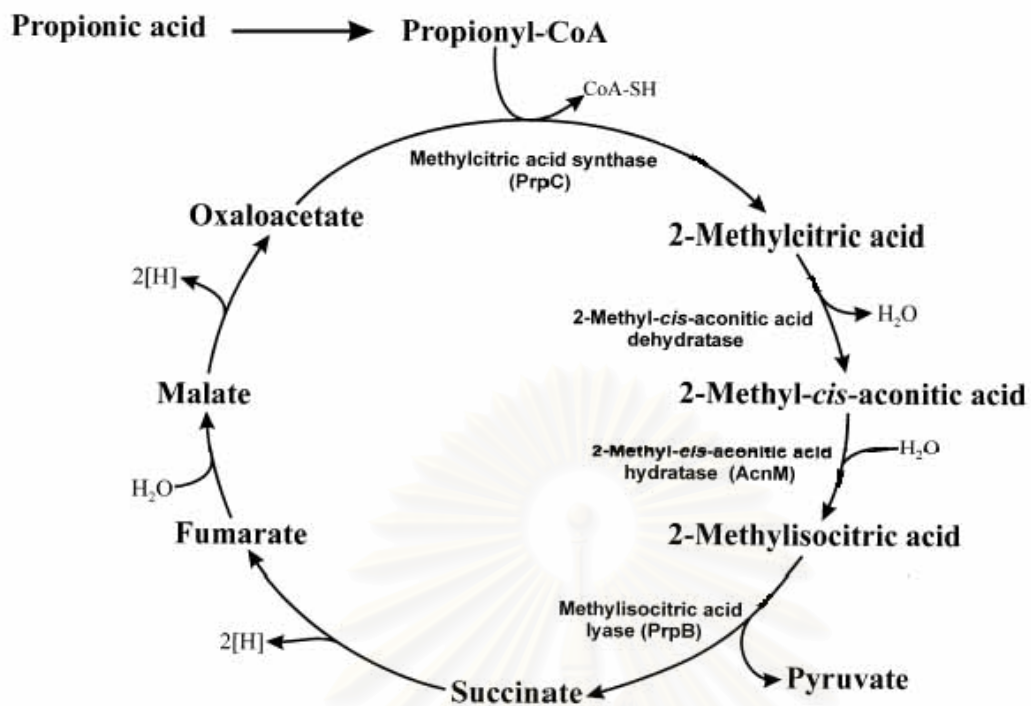 Propionic acid
Propionyl-CoA
CoA-SH
Methylcitric acid synthase
(PrpC)
Oxaloacetate
2-Methylcitric acid
2[H]
H₂O
2-Methyl-cis-aconitic acid
dehydratase
Malate
2-Methyl-cis-aconitic acid
2-Methyl-cis-aconitic acid
hydratase (AcnM)
H₂O
H₂O
Fumarate
2-Methylisocitric acid
Methylisocitric acid
lyase (PrpB)
2[H]
Succinate
Pyruvate